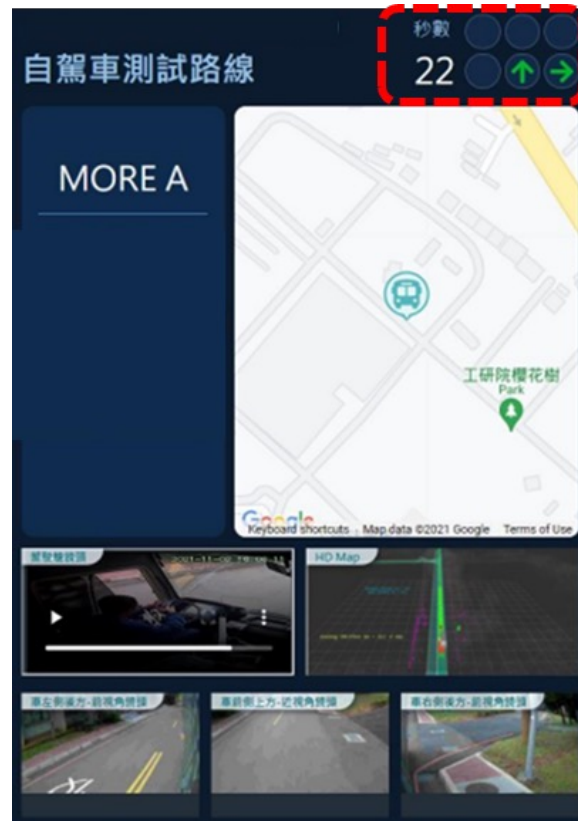 秒數
自駕車測試路線
22
MORE A
工研院櫻花樹
Park
Google
Keyboard shortcuts
Map data ©2021 Google
Terms of Use
駕駛艙鏡頭
HD Map
車左側後方-前視角鏡頭
車前側上方-近視角鏡頭
車右側後方-前視角鏡頭